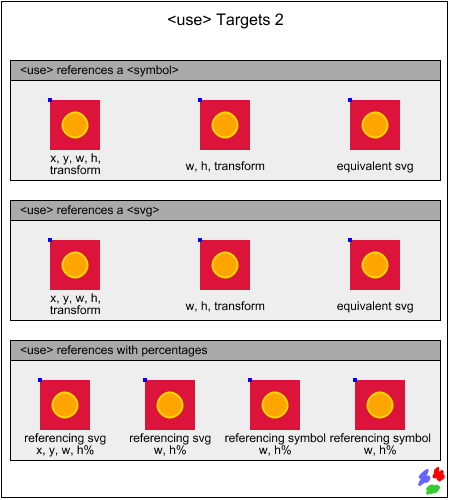 <use> Targets 2
<use> references a <symbol>
x, y, w, h,
transform
w, h, transform
equivalent svg
<use> references a <svg>
x, y, w, h,
transform
w, h, transform
equivalent svg
<use> references with percentages
referencing svg
x, y, w, h%
referencing svg
w, h%
referencing symbol
w, h%
referencing symbol
w, h%